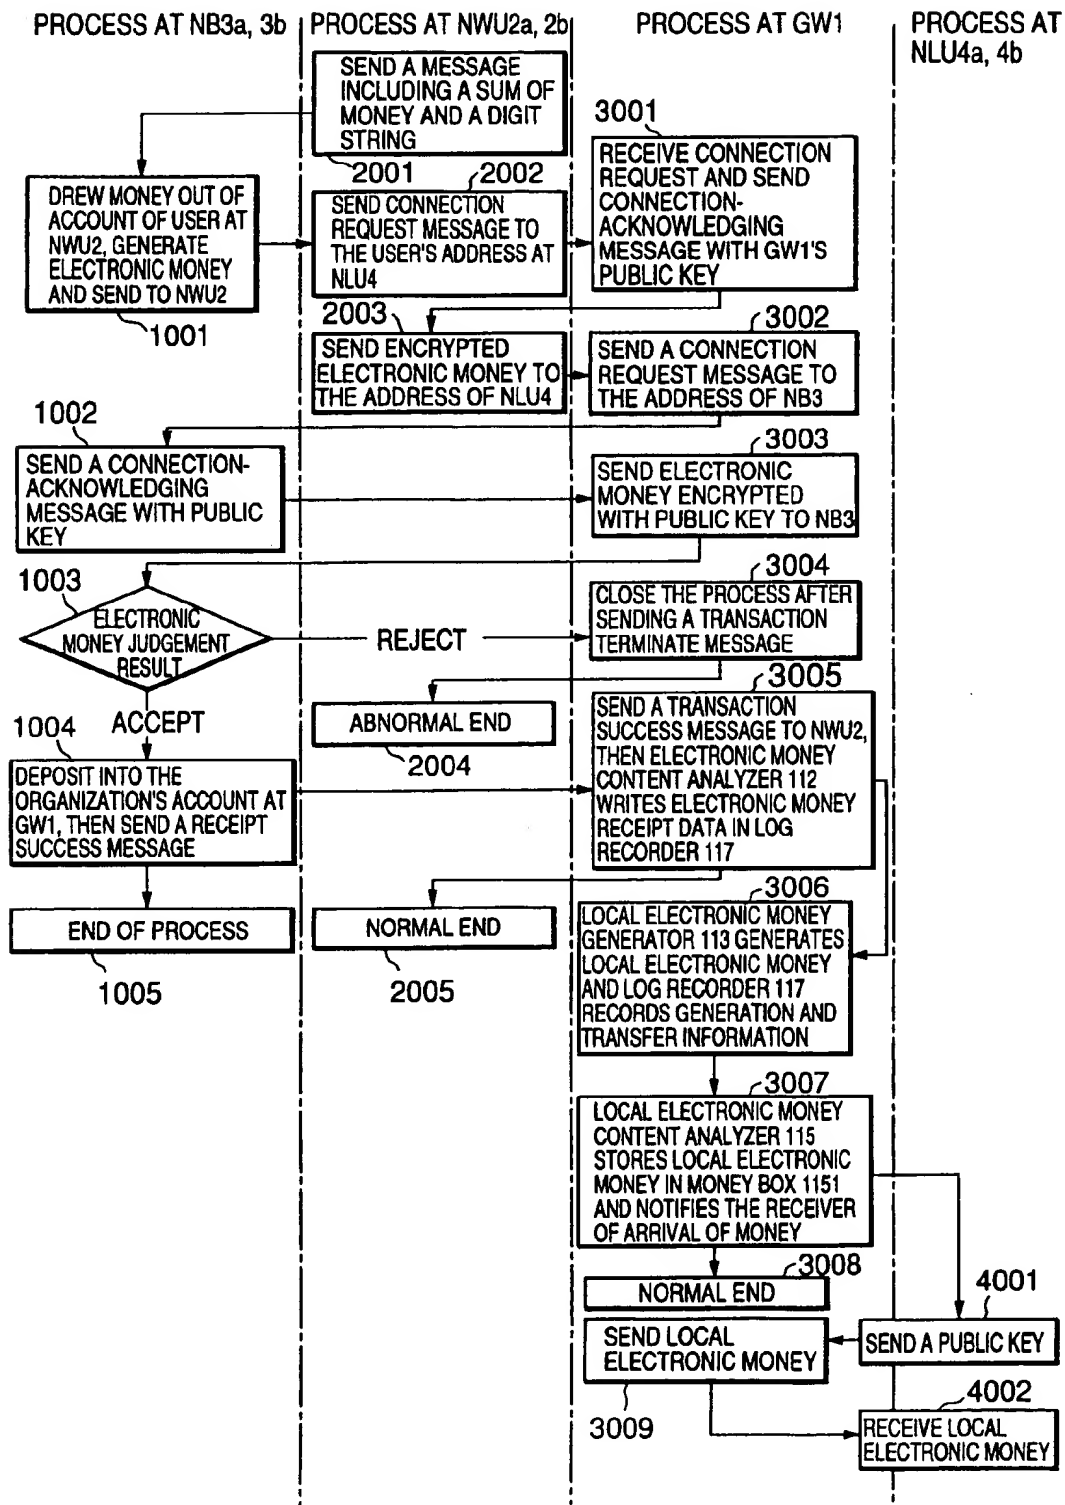 PROCESS AT NB3a, 3b
PROCESS AT NWU2a, 2b
PROCESS AT GW1
PROCESS AT
NLU4a, 4b
SEND A MESSAGE
INCLUDING A SUM OF
MONEY AND A DIGIT
STRING
2001
DREW MONEY OUT OF
ACCOUNT OF USER AT
NWU2, GENERATE
ELECTRONIC MONEY
AND SEND TO NWU2
1001
2002
SEND CONNECTION
REQUEST MESSAGE TO
THE USER'S ADDRESS AT
NLU4
3001
RECEIVE CONNECTION
REQUEST AND SEND
CONNECTION-
ACKNOWLEDGING
MESSAGE WITH GW1'S
PUBLIC KEY
2003
SEND ENCRYPTED
ELECTRONIC MONEY TO
THE ADDRESS OF NLU4
3002
SEND A CONNECTION
REQUEST MESSAGE TO
THE ADDRESS OF NB3
1002
SEND A CONNECTION-
ACKNOWLEDGING
MESSAGE WITH PUBLIC
KEY
3003
SEND ELECTRONIC
MONEY ENCRYPTED
WITH PUBLIC KEY TO NB3
1003
ELECTRONIC
MONEY JUDGEMENT
RESULT
REJECT
3004
CLOSE THE PROCESS AFTER
SENDING A TRANSACTION
TERMINATE MESSAGE
ABNORMAL END
2004
ACCEPT
1004
DEPOSIT INTO THE
ORGANIZATION'S ACCOUNT AT
GW1, THEN SEND A RECEIPT
SUCCESS MESSAGE
3005
SEND A TRANSACTION
SUCCESS MESSAGE TO NWU2,
THEN ELECTRONIC MONEY
CONTENT ANALYZER 112
WRITES ELECTRONIC MONEY
RECEIPT DATA IN LOG
RECORDER 117
END OF PROCESS
1005
NORMAL END
2005
3006
LOCAL ELECTRONIC MONEY
GENERATOR 113 GENERATES
LOCAL ELECTRONIC MONEY
AND LOG RECORDER 117
RECORDS GENERATION AND
TRANSFER INFORMATION
3007
LOCAL ELECTRONIC MONEY
CONTENT ANALYZER 115
STORES LOCAL ELECTRONIC
MONEY IN MONEY BOX 1151
AND NOTIFIES THE RECEIVER
OF ARRIVAL OF MONEY
3008
NORMAL END
4001
SEND A PUBLIC KEY
SEND LOCAL
ELECTRONIC MONEY
3009
4002
RECEIVE LOCAL
ELECTRONIC MONEY